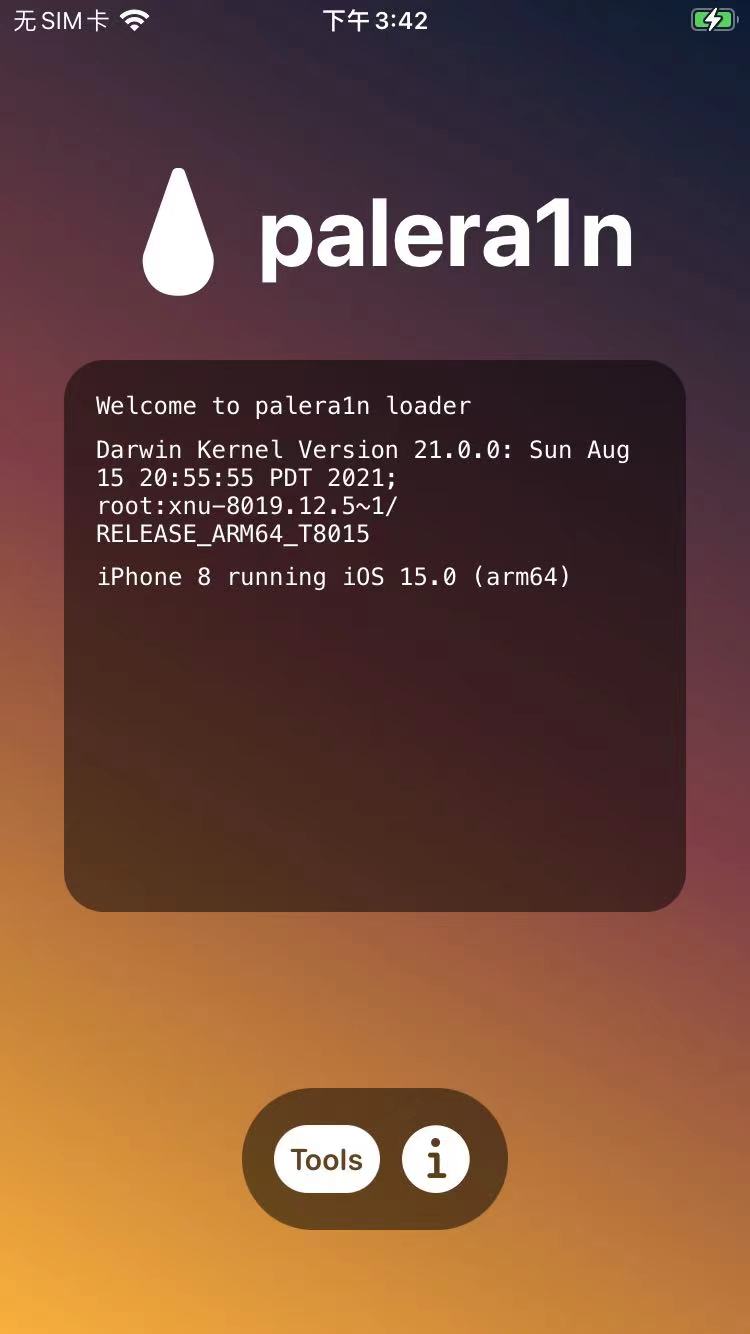 无SIM卡 下午3:42
palera1n
Welcome to palera1n loader
Darwin Kernel Version 21.0.0: Sun Aug
15 20:55:55 PDT 2021;
root:xnu-8019.12.5~1/
RELEASE_ARM64_T8015
iPhone 8 running iOS 15.0 (arm64)
Tools i